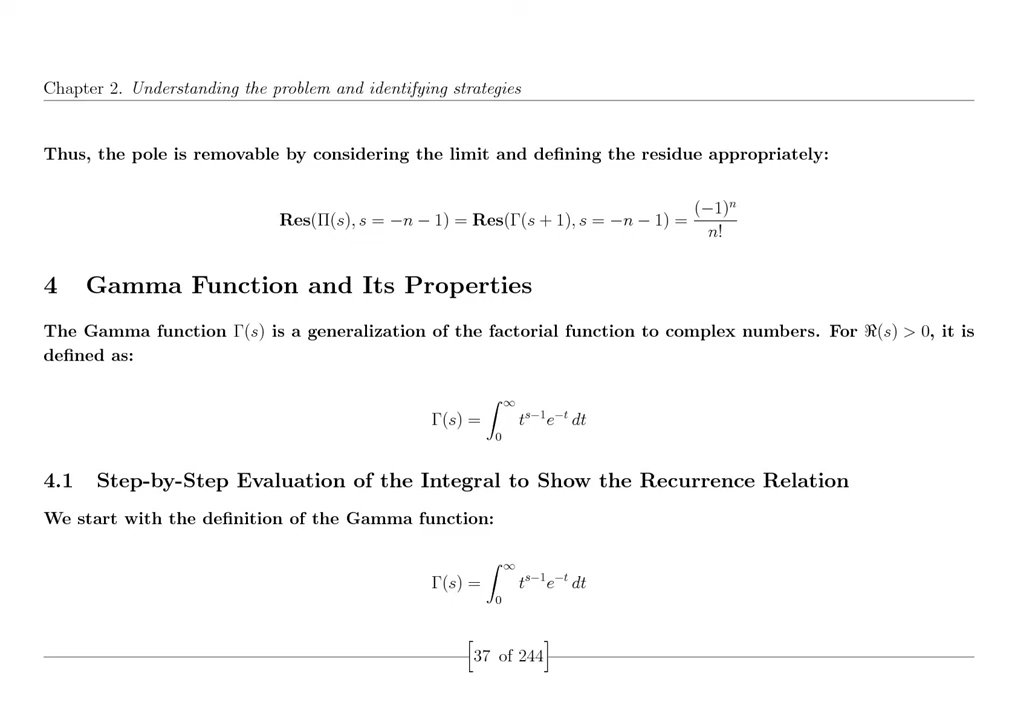 Chapter 2. Understanding the problem and identifying strategies
Thus, the pole is removable by considering the limit and defining the residue appropriately:
Res(Π(s), s = −n − 1) = Res(Γ(s + 1), s = −n − 1) = (−1)ⁿ / n!
4 Gamma Function and Its Properties
The Gamma function Γ(s) is a generalization of the factorial function to complex numbers. For ℜ(s) > 0, it is
defined as:
Γ(s) = ∫₀^∞ t^{s−1}e^{−t} dt
4.1 Step-by-Step Evaluation of the Integral to Show the Recurrence Relation
We start with the definition of the Gamma function:
Γ(s) = ∫₀^∞ t^{s−1}e^{−t} dt
[37 of 244]